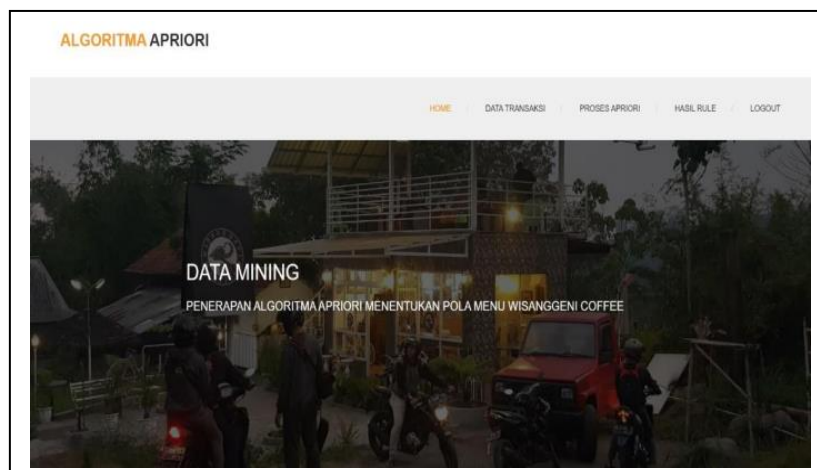 ALGORITMA APRIORI
HOME / DATA TRANSAKSI / PROSES APRIORI / HASIL RULE / LOGOUT
DATA MINING
PENERAPAN ALGORITMA APRIORI MENENTUKAN POLA MENU WISANGGENI COFFEE